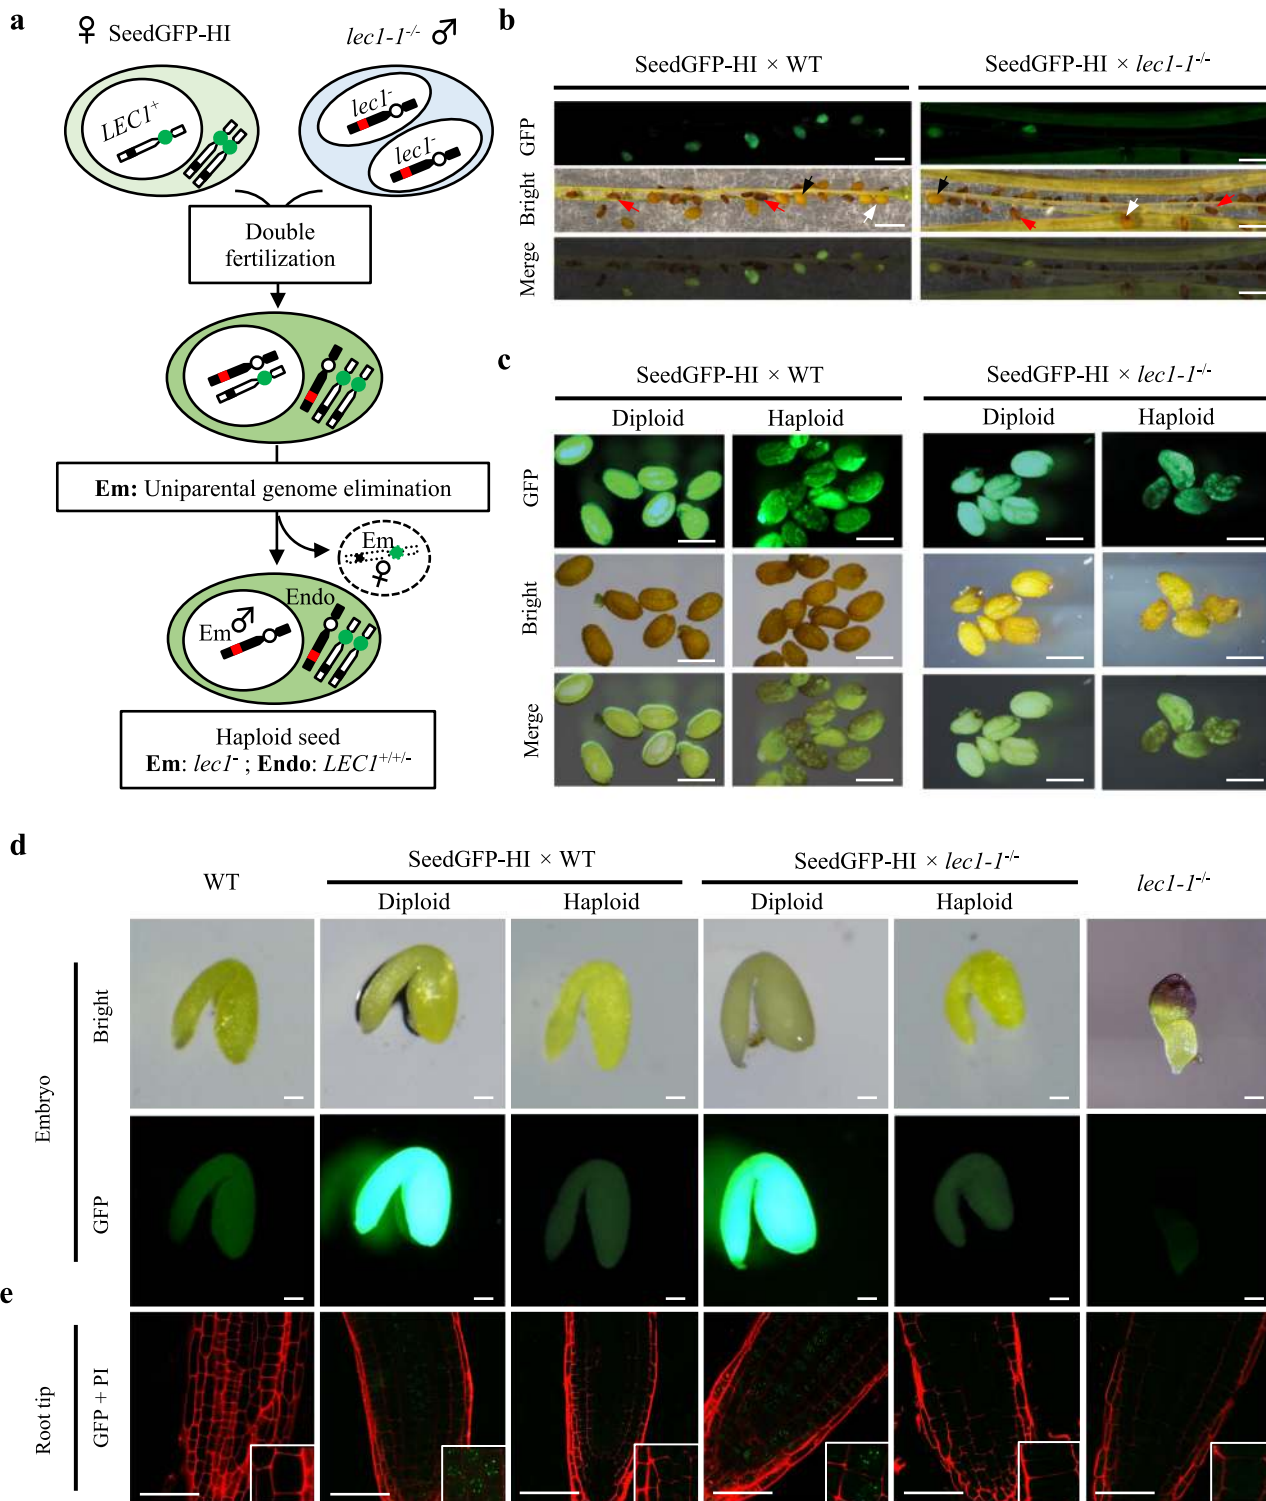 a
♀ SeedGFP-HI
lec1-1-/- ♂
LEC1+
lec1-
lec1-
Double
fertilization
Em: Uniparental genome elimination
Em
♀
Endo
Em ♂
Haploid seed
Em: lec1- ; Endo: LEC1+/+/-
b
SeedGFP-HI × WT
SeedGFP-HI × lec1-1-/-
GFP
Bright
Merge
c
SeedGFP-HI × WT
SeedGFP-HI × lec1-1-/-
Diploid
Haploid
Diploid
Haploid
GFP
Bright
Merge
d
WT
SeedGFP-HI × WT
SeedGFP-HI × lec1-1-/-
lec1-1-/-
Diploid
Haploid
Diploid
Haploid
Embryo
Bright
GFP
e
Root tip
GFP + PI